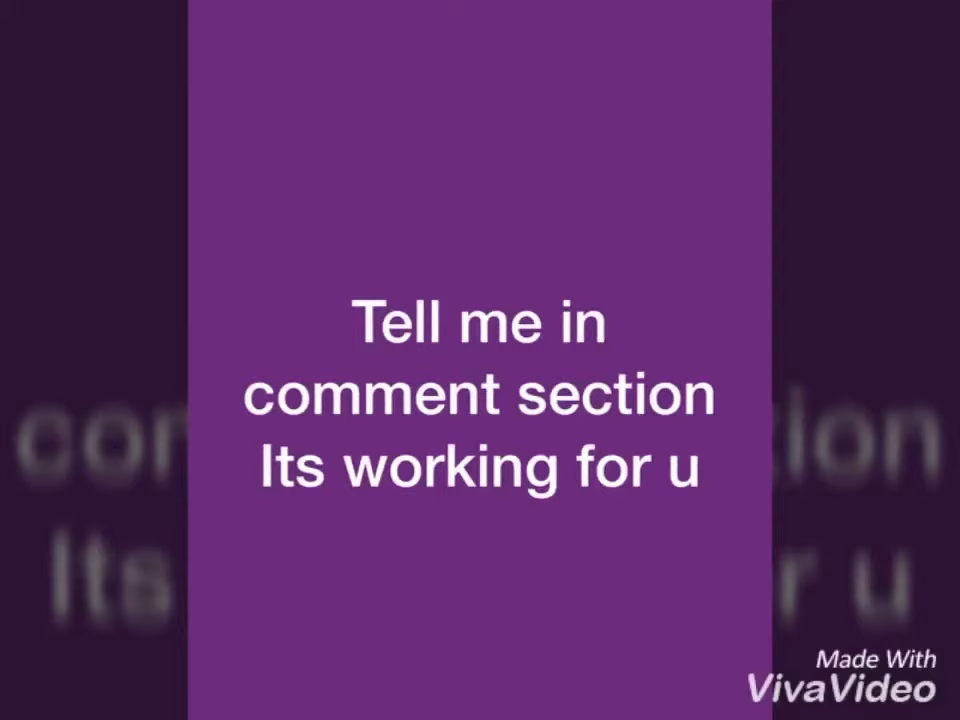 Tell me in
comment section
Its working for u
Made With
VivaVideo